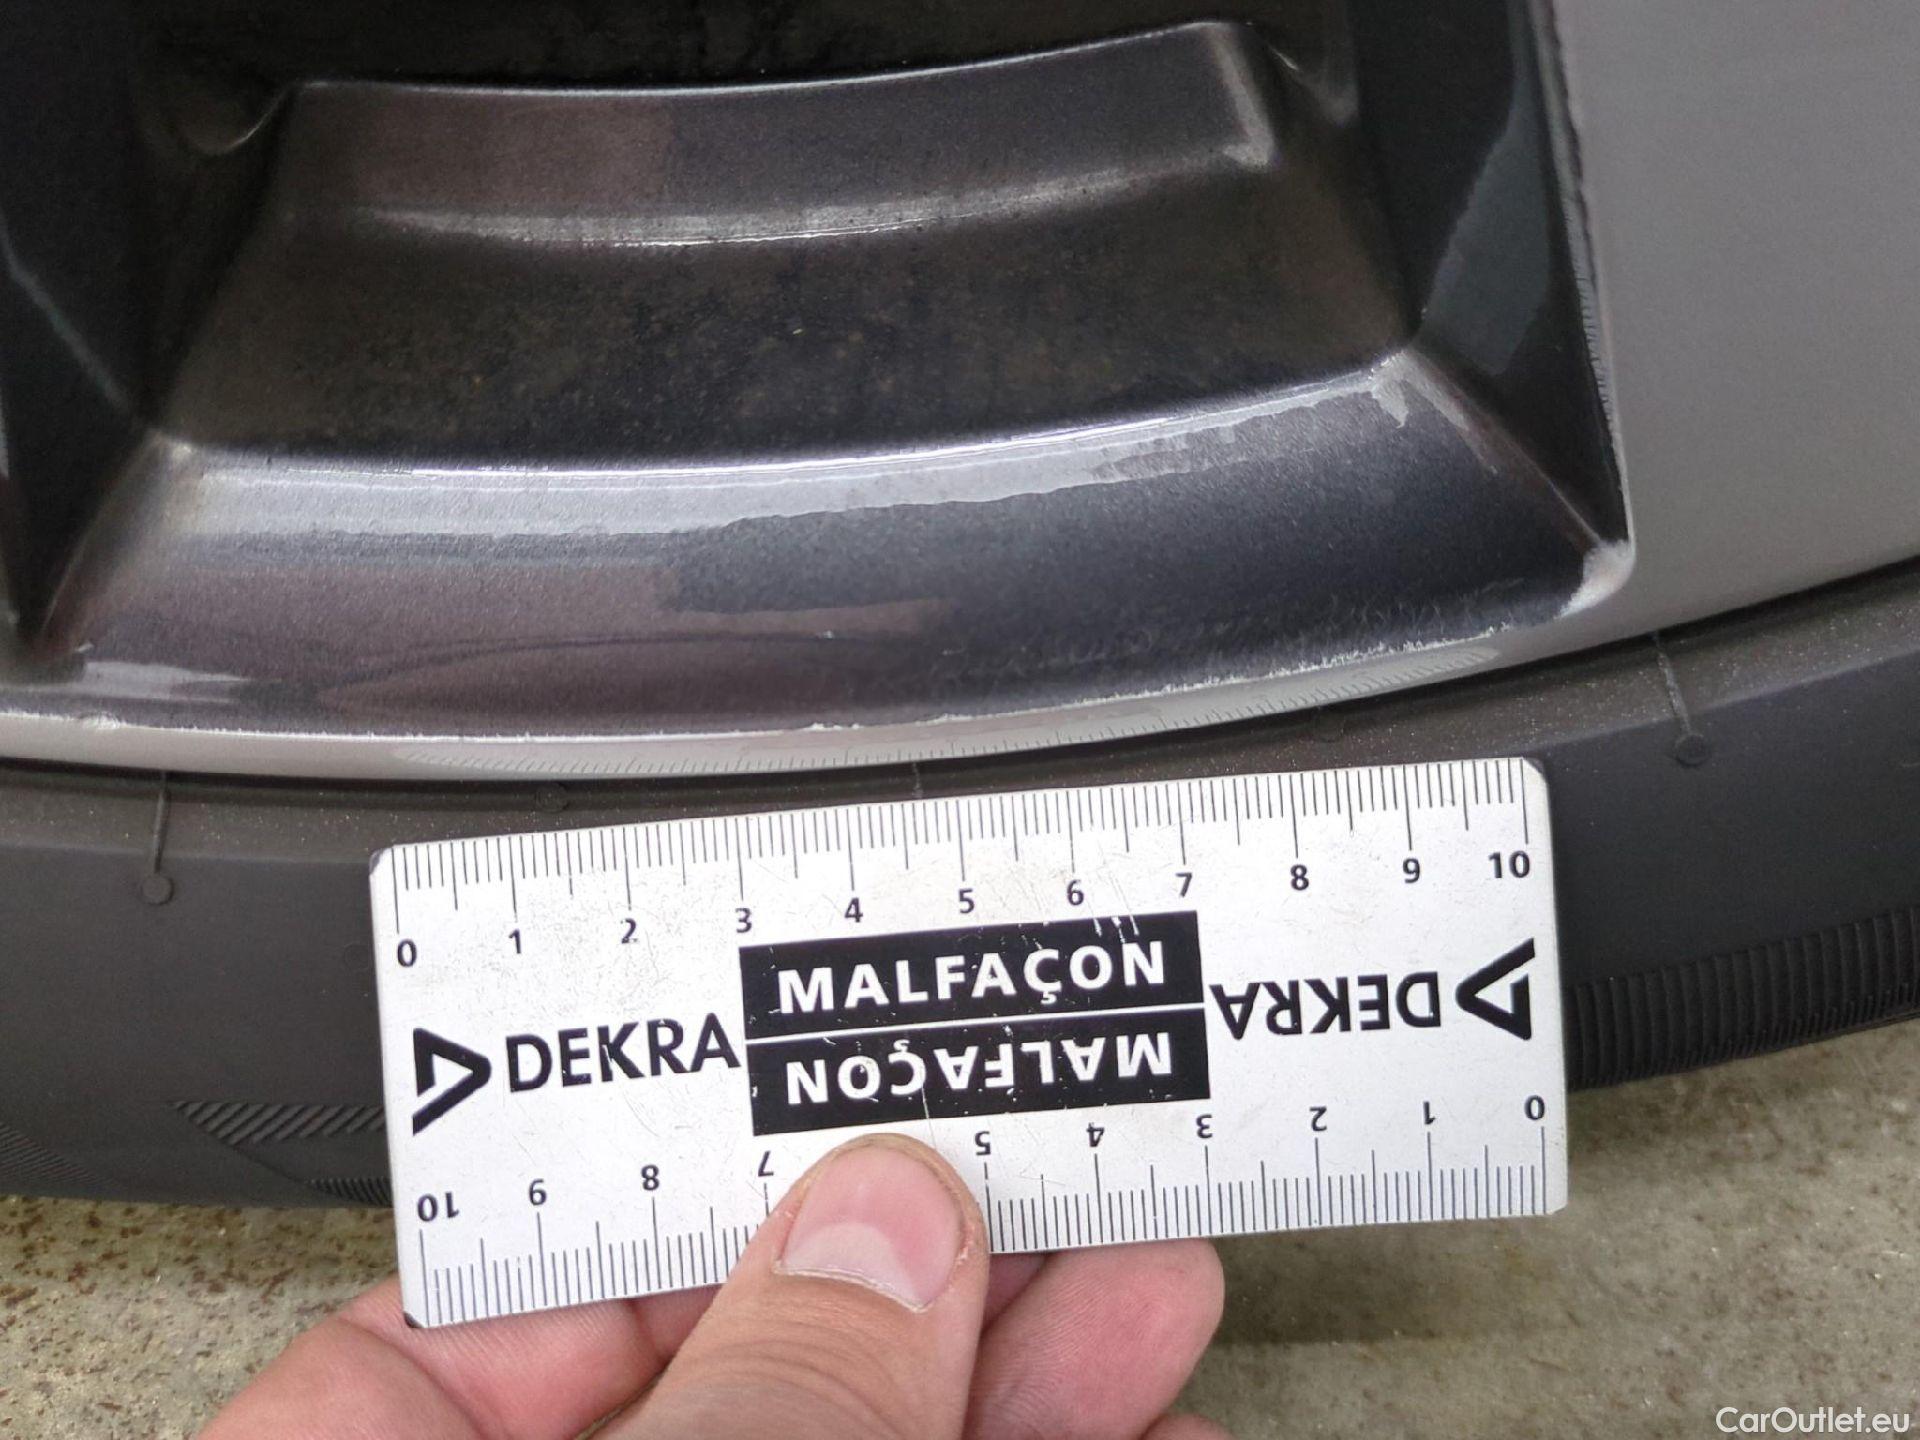 0 1 2 3 4 5 6 7 8 9 10
DEKRA MALFAÇON DEKRA
MALFAÇON
10 9 8 7 5 4 3 2 1 0
CarOutlet.eu